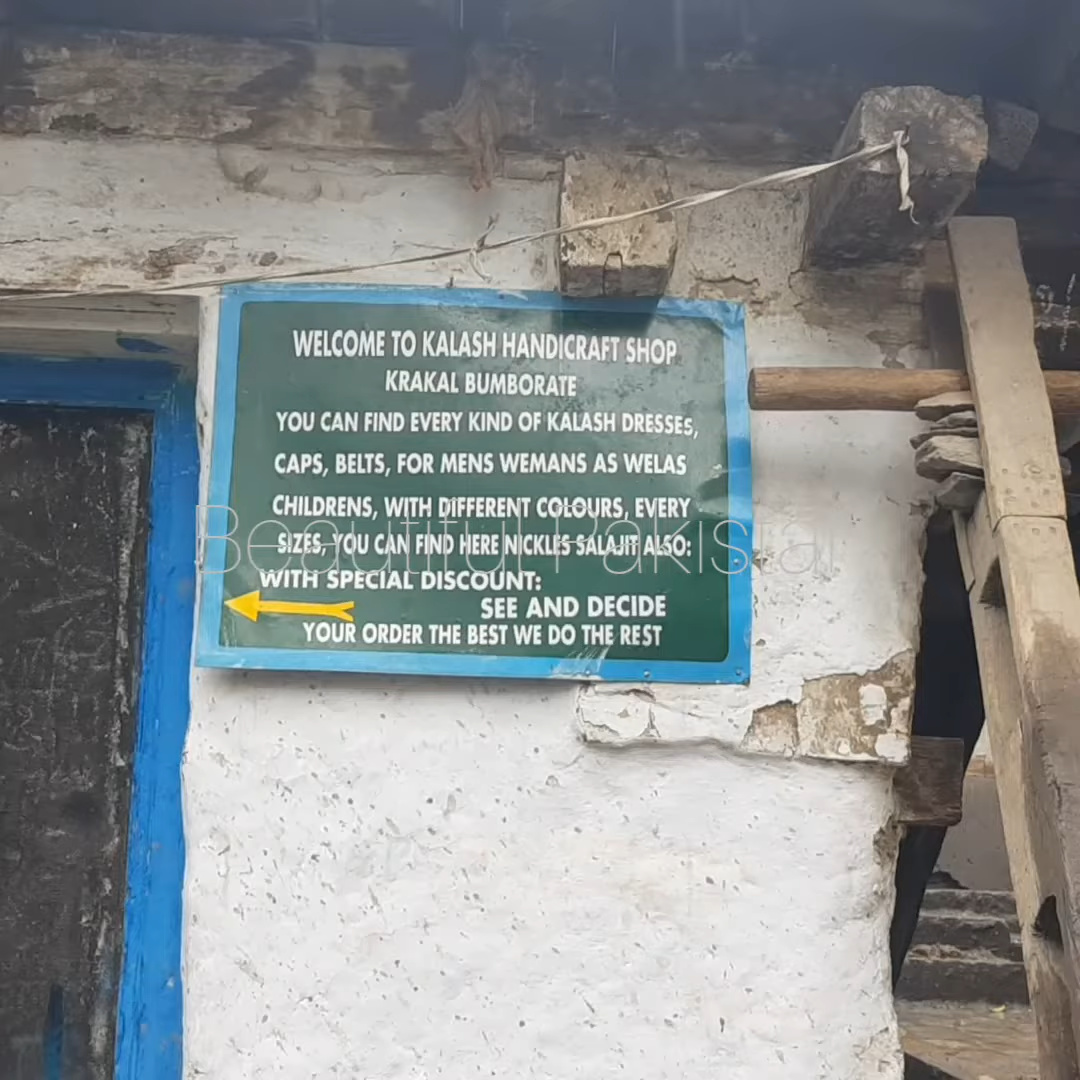 WELCOME TO KALASH HANDICRAFT SHOP
KRAKAL BUMBORATE
YOU CAN FIND EVERY KIND OF KALASH DRESSES,
CAPS, BELTS, FOR MENS WEMANS AS WELAS
CHILDRENS, WITH DIFFERENT COLOURS, EVERY
SIZES, YOU CAN FIND HERE NICKLES SALAJIT ALSO:
WITH SPECIAL DISCOUNT:
SEE AND DECIDE
YOUR ORDER THE BEST WE DO THE REST
Beautiful Pakistan